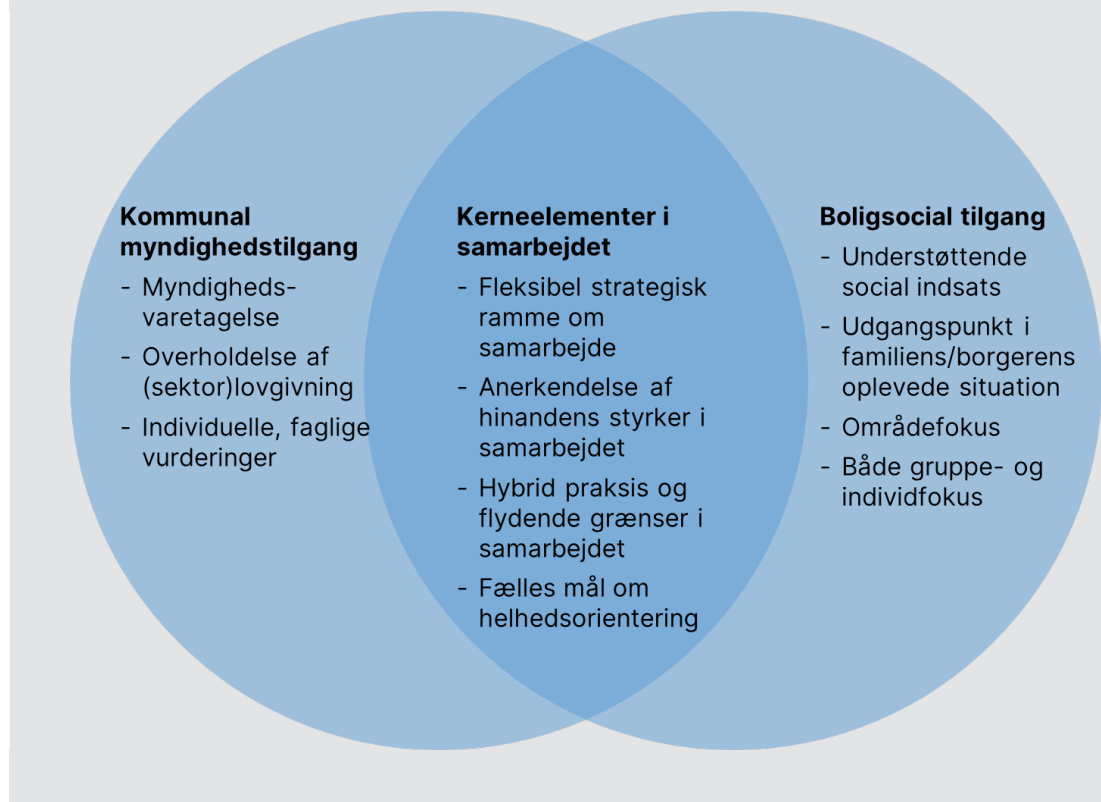 Kommunal
myndighedstilgang
- Myndigheds-
varetagelse
- Overholdelse af
(sektor)lovgivning
- Individuelle, faglige
vurderinger
Kerneelementer i
samarbejdet
- Fleksibel strategisk
ramme om
samarbejde
- Anerkendelse af
hinandens styrker i
samarbejdet
- Hybrid praksis og
flydende grænser i
samarbejdet
- Fælles mål om
helhedsorientering
Boligsocial tilgang
- Understøttende
social indsats
- Udgangspunkt i
familiens/borgerens
oplevede situation
- Områdefokus
- Både gruppe- og
individfokus